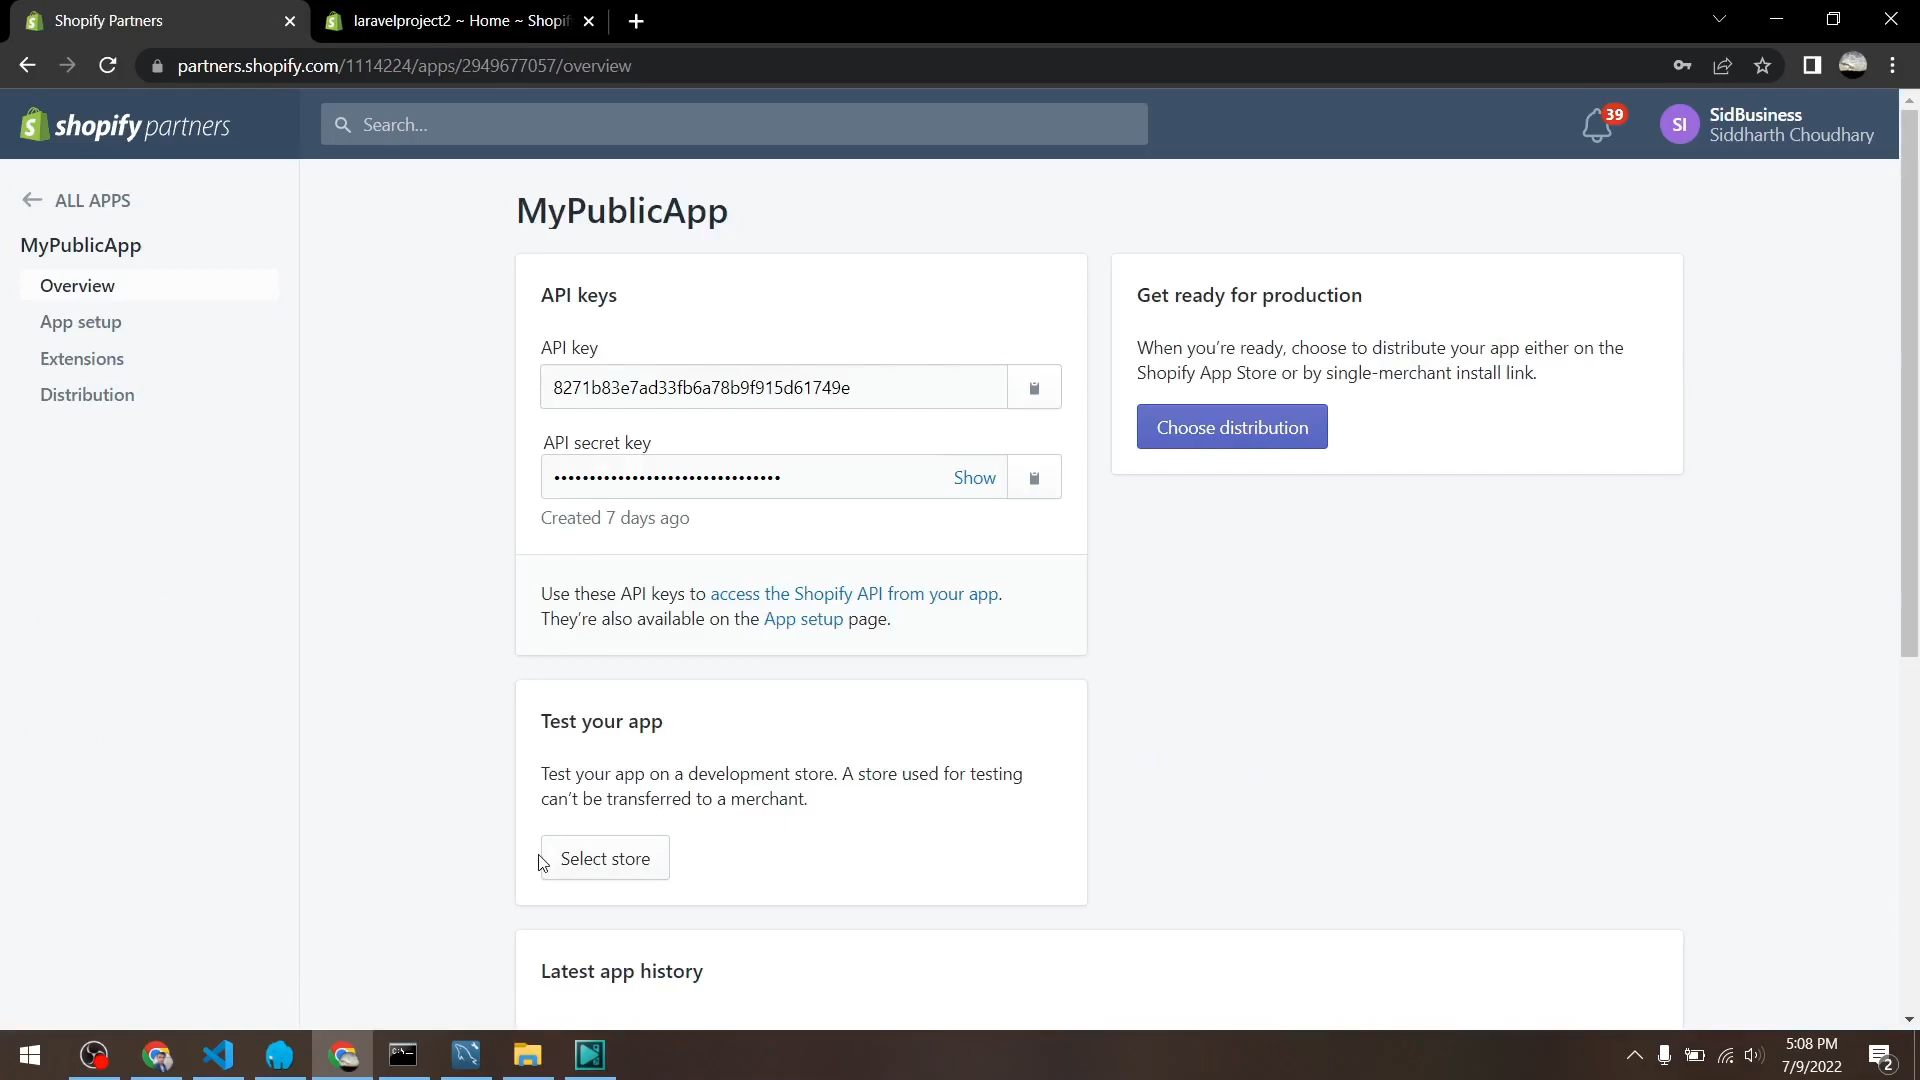 Shopify Partners
laravelproject2 ~ Home ~ Shopif
partners.shopify.com/1114224/apps/2949677057/overview
shopify partners
Search...
39
SI
SidBusiness
Siddharth Choudhary
ALL APPS
MyPublicApp
Overview
App setup
Extensions
Distribution
MyPublicApp
API keys
API key
8271b83e7ad33fb6a78b9f915d61749e
API secret key
••••••••••••••••••••••••••••••••
Show
Created 7 days ago
Use these API keys to access the Shopify API from your app.
They're also available on the App setup page.
Get ready for production
When you're ready, choose to distribute your app either on the
Shopify App Store or by single-merchant install link.
Choose distribution
Test your app
Test your app on a development store. A store used for testing
can't be transferred to a merchant.
Select store
Latest app history
5:08 PM
7/9/2022
2